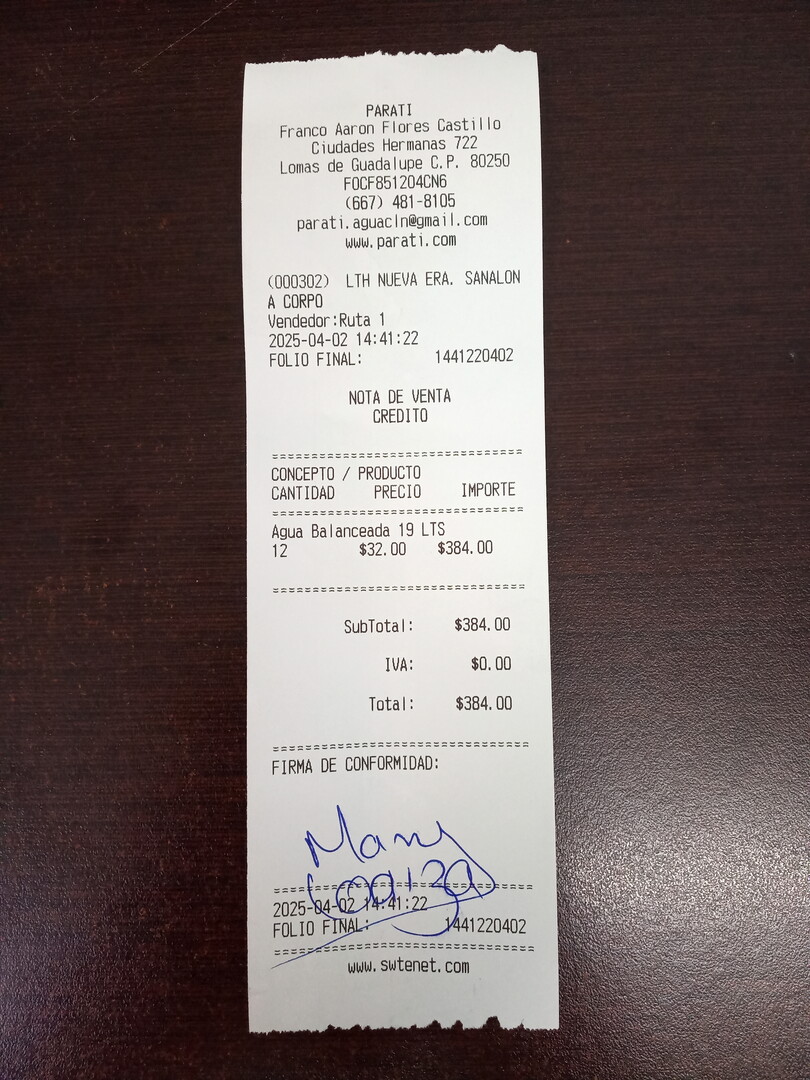 PARATI
Franco Aaron Flores Castillo
Ciudades Hermanas 722
Lomas de Guadalupe C.P. 80250
FOCF851204CN6
(667) 481-8105
parati.aguacln@gmail.com
www.parati.com
(000302) LTH NUEVA ERA. SANALON
A CORPO
Vendedor:Ruta 1
2025-04-02 14:41:22
FOLIO FINAL: 1441220402
NOTA DE VENTA
CREDITO
===============================
CONCEPTO / PRODUCTO
CANTIDAD PRECIO IMPORTE
===============================
Agua Balanceada 19 LTS
12 $32.00 $384.00
===============================
SubTotal: $384.00
IVA: $0.00
Total: $384.00
===============================
FIRMA DE CONFORMIDAD:
===============================
2025-04-02 14:41:22
FOLIO FINAL: 1441220402
===============================
www.swtenet.com